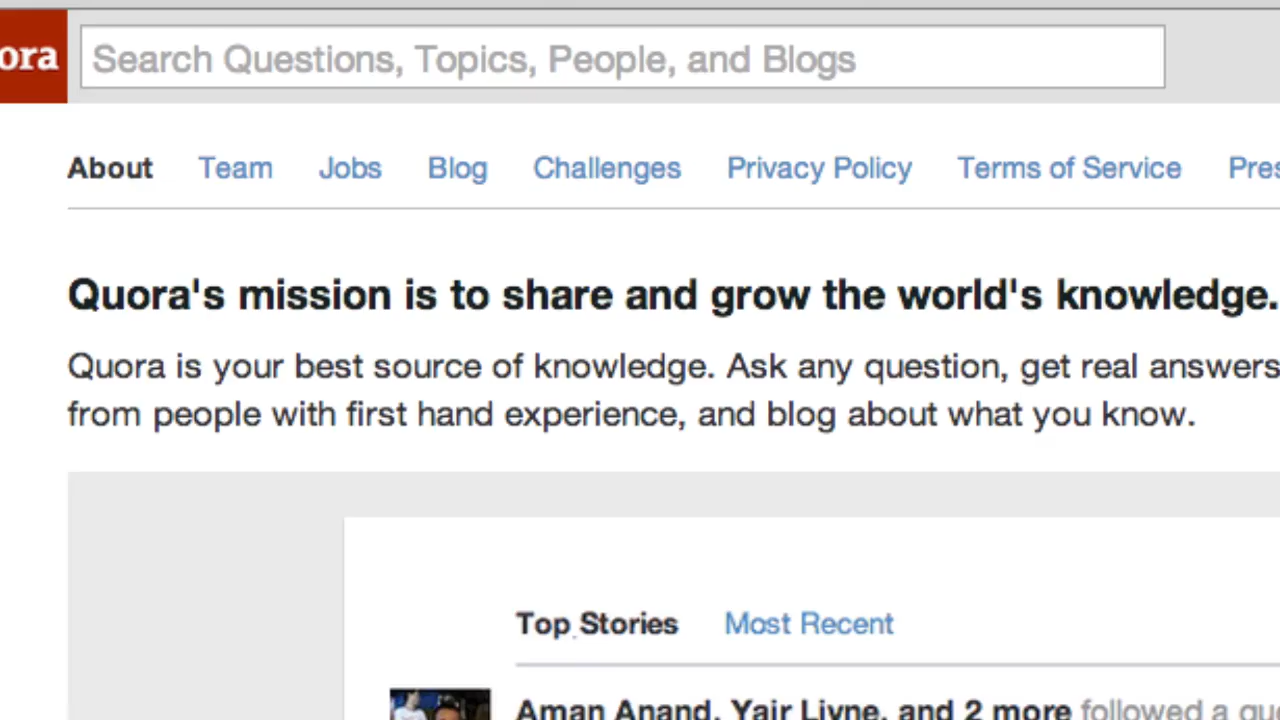 ora Search Questions, Topics, People, and Blogs
About Team Jobs Blog Challenges Privacy Policy Terms of Service Pres
Quora's mission is to share and grow the world's knowledge.
Quora is your best source of knowledge. Ask any question, get real answers
from people with first hand experience, and blog about what you know.
Top Stories Most Recent
Aman Anand, Yair Livne, and 2 more followed a que